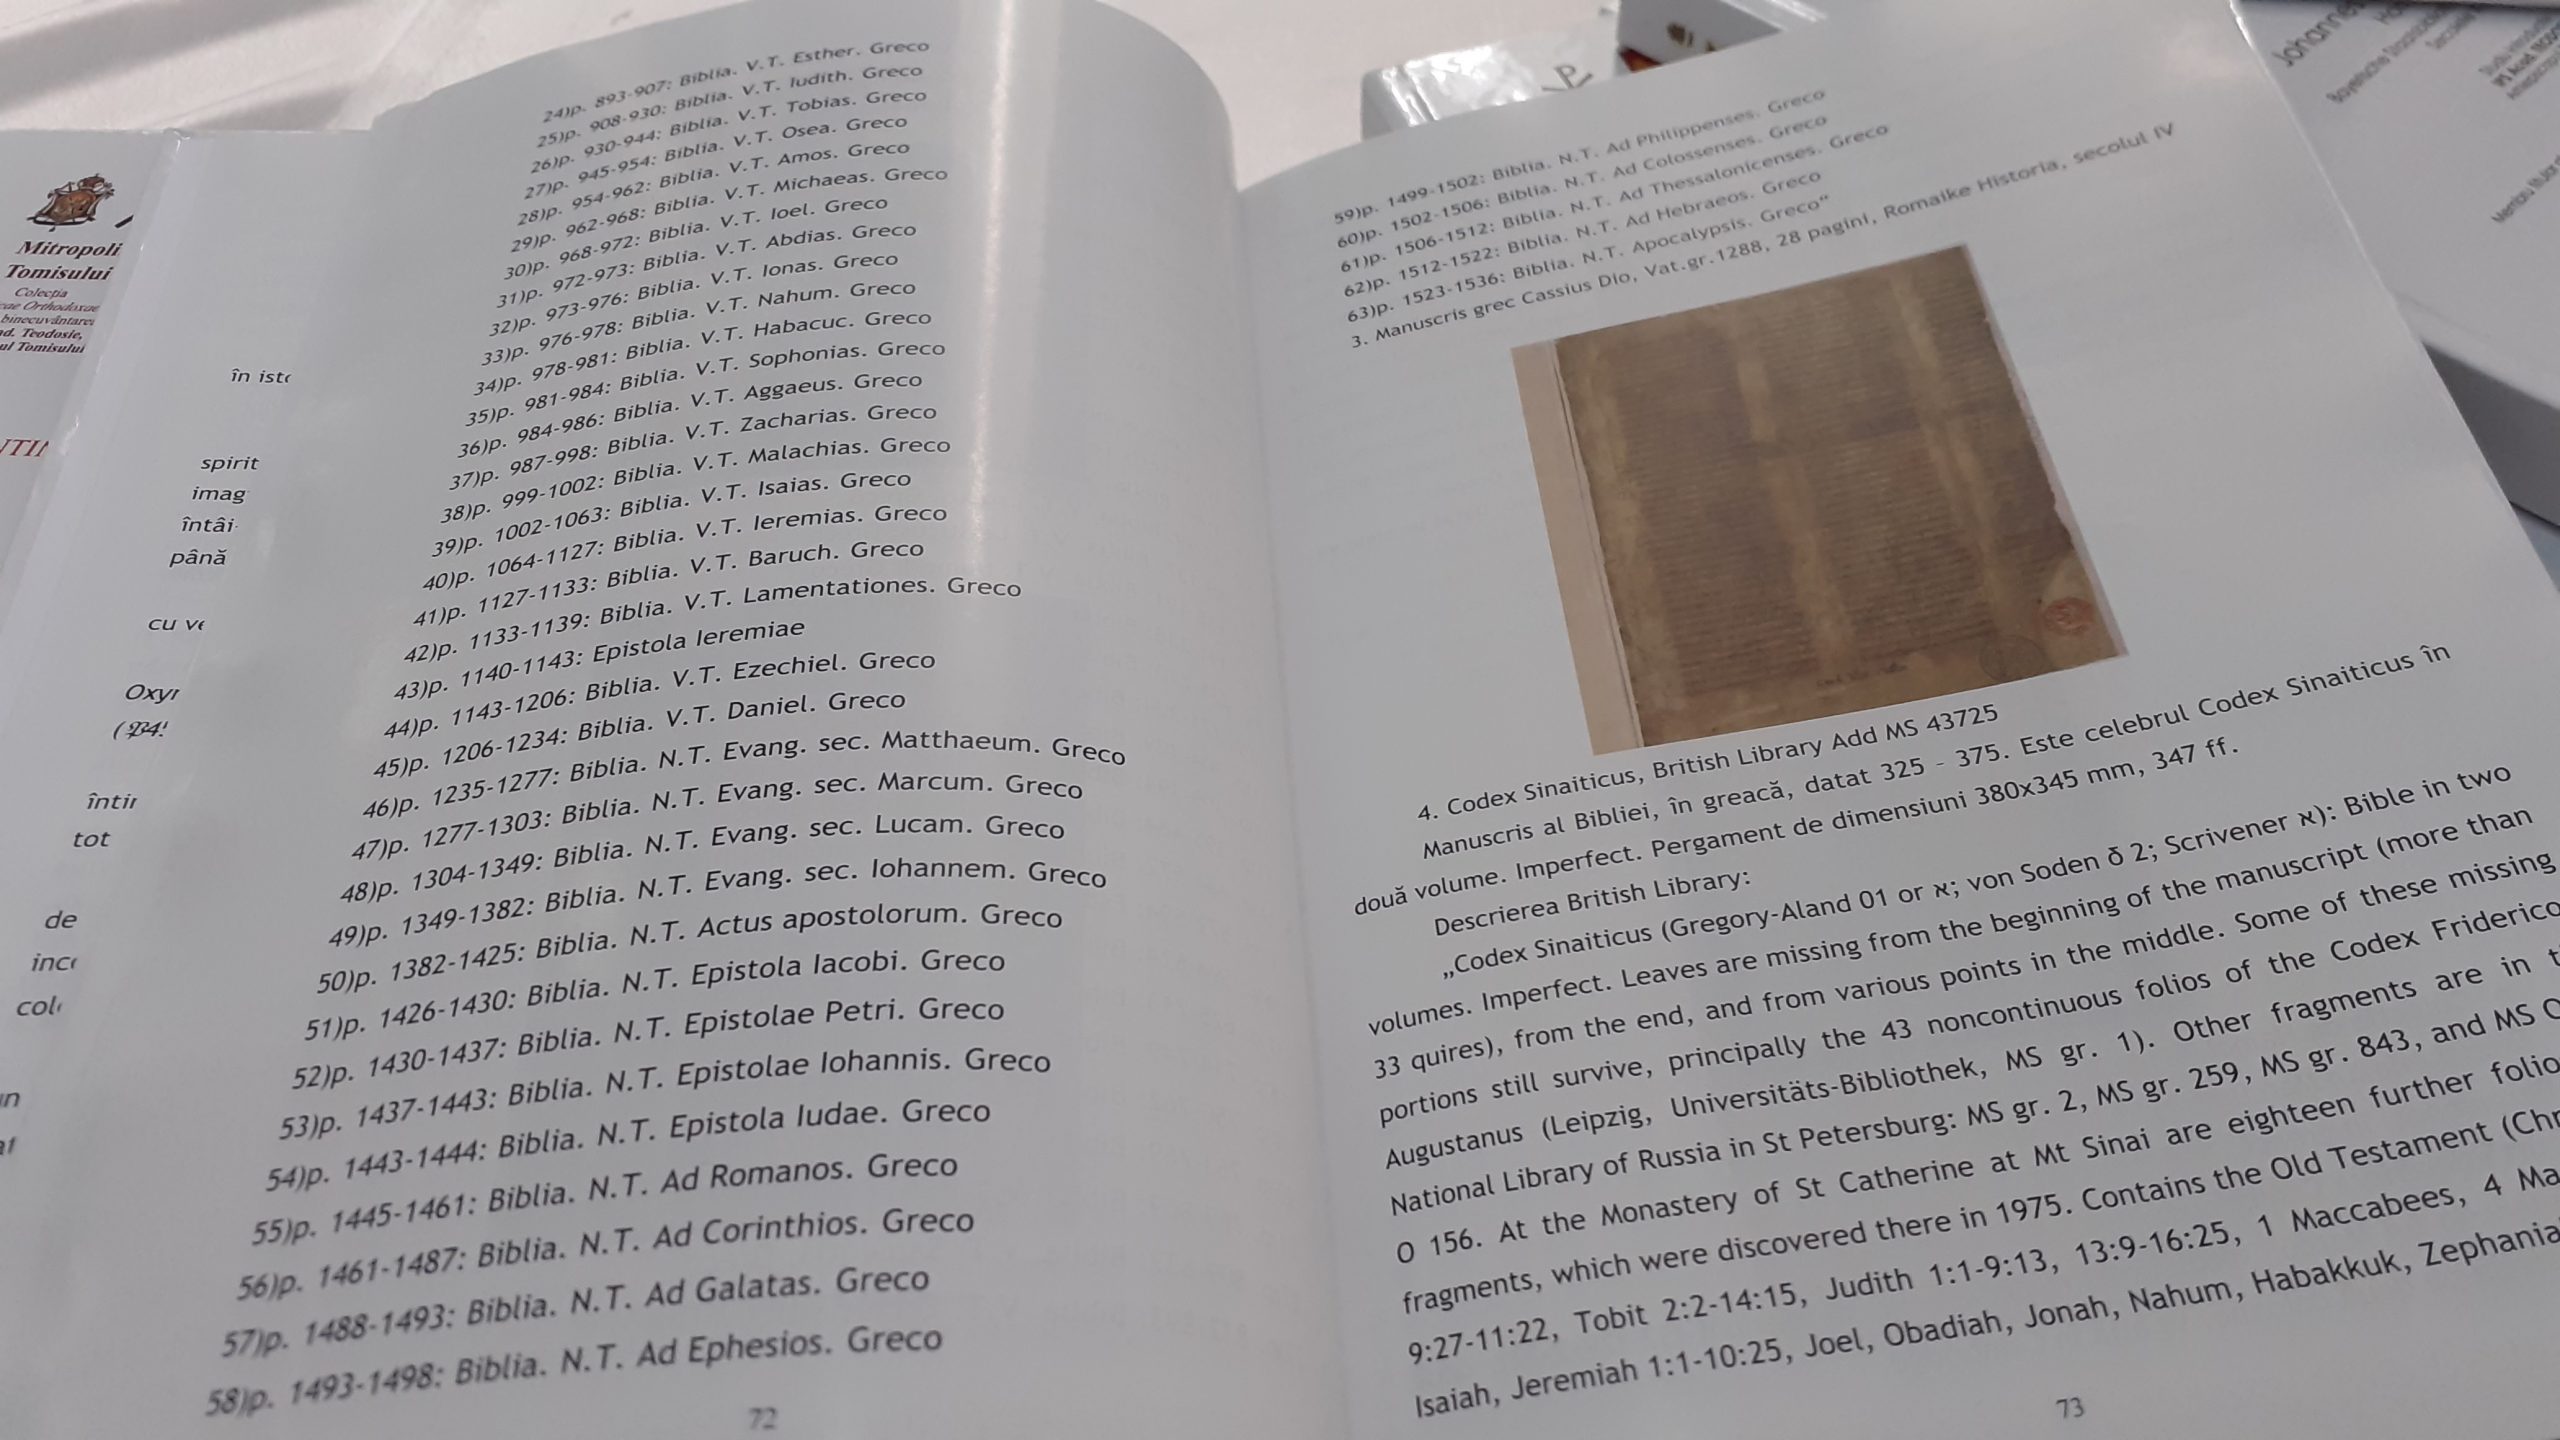 Mitropoli
Tomisului
Colecția
cae Orthodoxae
binecuvântarea
d. Teodosie,
ul Tomisului
NTIN
în isto
spirit
imag
întâi
până
cu ve
Oxyr
întir
tot
de
ince
cole
un
24)p. 893-907: Biblia. V.T. Esther. Greco
25)p. 908-930: Biblia. V.T. Iudith. Greco
26)p. 930-944: Biblia. V.T. Tobias. Greco
27)p. 945-954: Biblia. V.T. Osea. Greco
28)p. 954-962: Biblia. V.T. Amos. Greco
29)p. 962-968: Biblia. V.T. Michaeas. Greco
30)p. 968-972: Biblia. V.T. Ioel. Greco
31)p. 972-973: Biblia. V.T. Abdias. Greco
32)p. 973-976: Biblia. V.T. Ionas. Greco
33)p. 976-978: Biblia. V.T. Nahum. Greco
34)p. 978-981: Biblia. V.T. Habacuc. Greco
35)p. 981-984: Biblia. V.T. Sophonias. Greco
36)p. 984-986: Biblia. V.T. Aggaeus. Greco
37)p. 987-998: Biblia. V.T. Zacharias. Greco
38)p. 999-1002: Biblia. V.T. Malachias. Greco
39)p. 1002-1063: Biblia. V.T. Isaias. Greco
40)p. 1064-1127: Biblia. V.T. Ieremias. Greco
41)p. 1127-1133: Biblia. V.T. Baruch. Greco
42)p. 1133-1139: Biblia. V.T. Lamentationes. Greco
43)p. 1140-1143: Epistola Ieremiae
44)p. 1143-1206: Biblia. V.T. Ezechiel. Greco
45)p. 1206-1234: Biblia. V.T. Daniel. Greco
46)p. 1235-1277: Biblia. N.T. Evang. sec. Matthaeum. Greco
47)p. 1277-1303: Biblia. N.T. Evang. sec. Marcum. Greco
48)p. 1304-1349: Biblia. N.T. Evang. sec. Lucam. Greco
49)p. 1349-1382: Biblia. N.T. Evang. sec. Iohannem. Greco
50)p. 1382-1425: Biblia. N.T. Actus apostolorum. Greco
51)p. 1426-1430: Biblia. N.T. Epistola Iacobi. Greco
52)p. 1430-1437: Biblia. N.T. Epistolae Petri. Greco
53)p. 1437-1443: Biblia. N.T. Epistolae Iohannis. Greco
54)p. 1443-1444: Biblia. N.T. Epistola Iudae. Greco
55)p. 1445-1461: Biblia. N.T. Ad Romanos. Greco
56)p. 1461-1487: Biblia. N.T. Ad Corinthios. Greco
57)p. 1488-1493: Biblia. N.T. Ad Galatas. Greco
58)p. 1493-1498: Biblia. N.T. Ad Ephesios. Greco
72
59)p. 1499-1502: Biblia. N.T. Ad Philippenses. Greco
60)p. 1502-1506: Biblia. N.T. Ad Colossenses. Greco
61)p. 1506-1512: Biblia. N.T. Ad Thessalonicenses. Greco
62)p. 1512-1522: Biblia. N.T. Ad Hebraeos. Greco
63)p. 1523-1536: Biblia. N.T. Apocalypsis. Greco“
3. Manuscris grec Cassius Dio, Vat.gr.1288, 28 pagini, Romaike Historia, secolul IV
4. Codex Sinaiticus, British Library Add MS 43725
Manuscris al Bibliei, în greacă, datat 325 - 375. Este celebrul Codex Sinaiticus în
două volume. Imperfect. Pergament de dimensiuni 380x345 mm, 347 ff.
Descrierea British Library:
„Codex Sinaiticus (Gregory-Aland 01 or א; von Soden δ 2; Scrivener א): Bible in two
volumes. Imperfect. Leaves are missing from the beginning of the manuscript (more than
33 quires), from the end, and from various points in the middle. Some of these missing
portions still survive, principally the 43 noncontinuous folios of the Codex Friderico
Augustanus (Leipzig, Universitäts-Bibliothek, MS gr. 1). Other fragments are in t
National Library of Russia in St Petersburg: MS gr. 2, MS gr. 259, MS gr. 843, and MS O
O 156. At the Monastery of St Catherine at Mt Sinai are eighteen further folio
fragments, which were discovered there in 1975. Contains the Old Testament (Chr
9:27-11:22, Tobit 2:2-14:15, Judith 1:1-9:13, 13:9-16:25, 1 Maccabees, 4 Ma
Isaiah, Jeremiah 1:1-10:25, Joel, Obadiah, Jonah, Nahum, Habakkuk, Zephania
73
Johanne